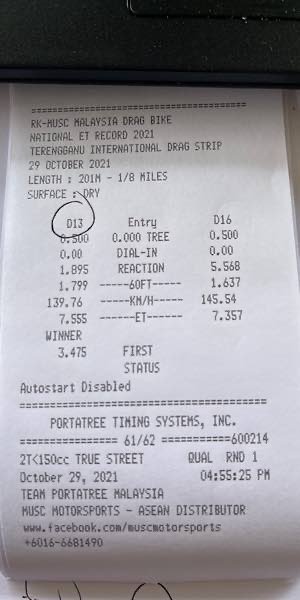 RK-MUSC MALAYSIA DRAG BIKE
NATIONAL ET RECORD 2021
TERENGGANU INTERNATIONAL DRAG STRIP
29 OCTOBER 2021
LENGTH : 201M - 1/8 MILES
SURFACE : DRY
D13 Entry D16
0.500 0.000 TREE 0.500
0.00 DIAL-IN 0.00
1.895 REACTION 5.568
1.799 ------60FT------ 1.637
139.76 -----KM/H----- 145.54
7.555 ------ET------ 7.357
WINNER
3.475 FIRST
STATUS
Autostart Disabled
PORTATREE TIMING SYSTEMS, INC.
================ 61/62 ===========600214
2T<150cc TRUE STREET QUAL RND 1
October 29, 2021 04:55:25 PM
TEAM PORTATREE MALAYSIA
MUSC MOTORSPORTS - ASEAN DISTRIBUTOR
www.facebook.com/muscmotorsports
+6016-6681490